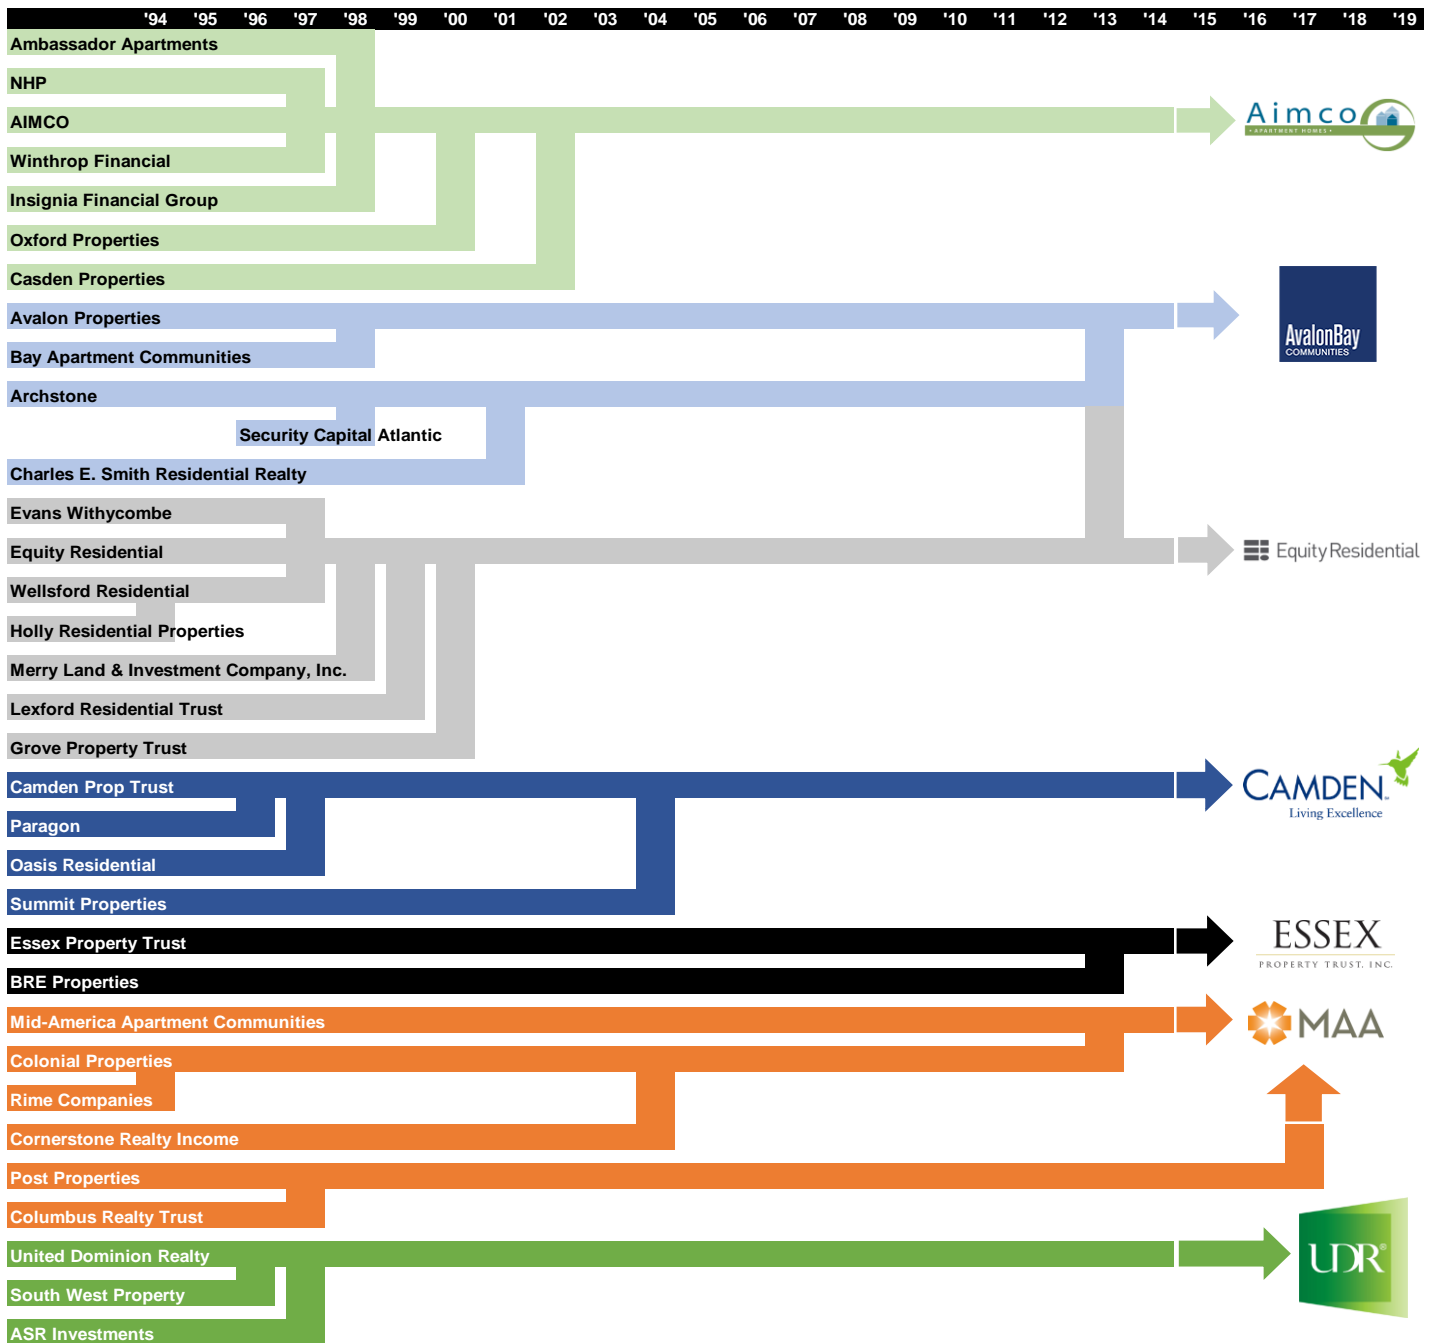 '94 '95 '96 '97 '98 '99 '00 '01 '02 '03 '04 '05 '06 '07 '08 '09 '10 '11 '12 '13 '14 '15 '16 '17 '18 '19
Ambassador Apartments
NHP
AIMCO
Aimco
• APARTMENT HOMES •
Winthrop Financial
Insignia Financial Group
Oxford Properties
Casden Properties
Avalon Properties
AvalonBay
COMMUNITIES
Bay Apartment Communities
Archstone
Security Capital Atlantic
Charles E. Smith Residential Realty
Evans Withycombe
Equity Residential
Equity Residential
Wellsford Residential
Holly Residential Properties
Merry Land & Investment Company, Inc.
Lexford Residential Trust
Grove Property Trust
Camden Prop Trust
CAMDEN
Living Excellence
Paragon
Oasis Residential
Summit Properties
Essex Property Trust
ESSEX
PROPERTY TRUST, INC.
BRE Properties
Mid-America Apartment Communities
MAA
Colonial Properties
Rime Companies
Cornerstone Realty Income
Post Properties
Columbus Realty Trust
United Dominion Realty
UDR®
South West Property
ASR Investments